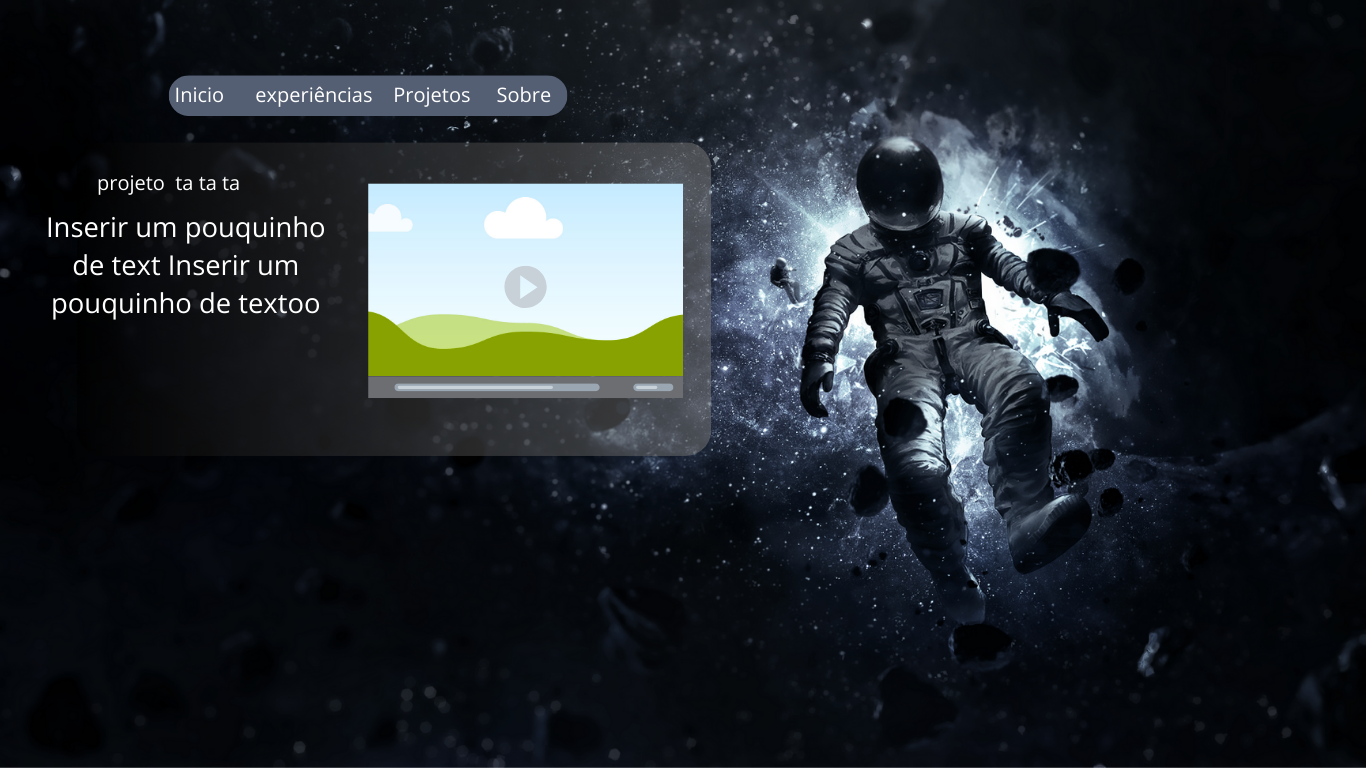 Inicio experiências Projetos Sobre
projeto ta ta ta
Inserir um pouquinho
de text Inserir um
pouquinho de textoo